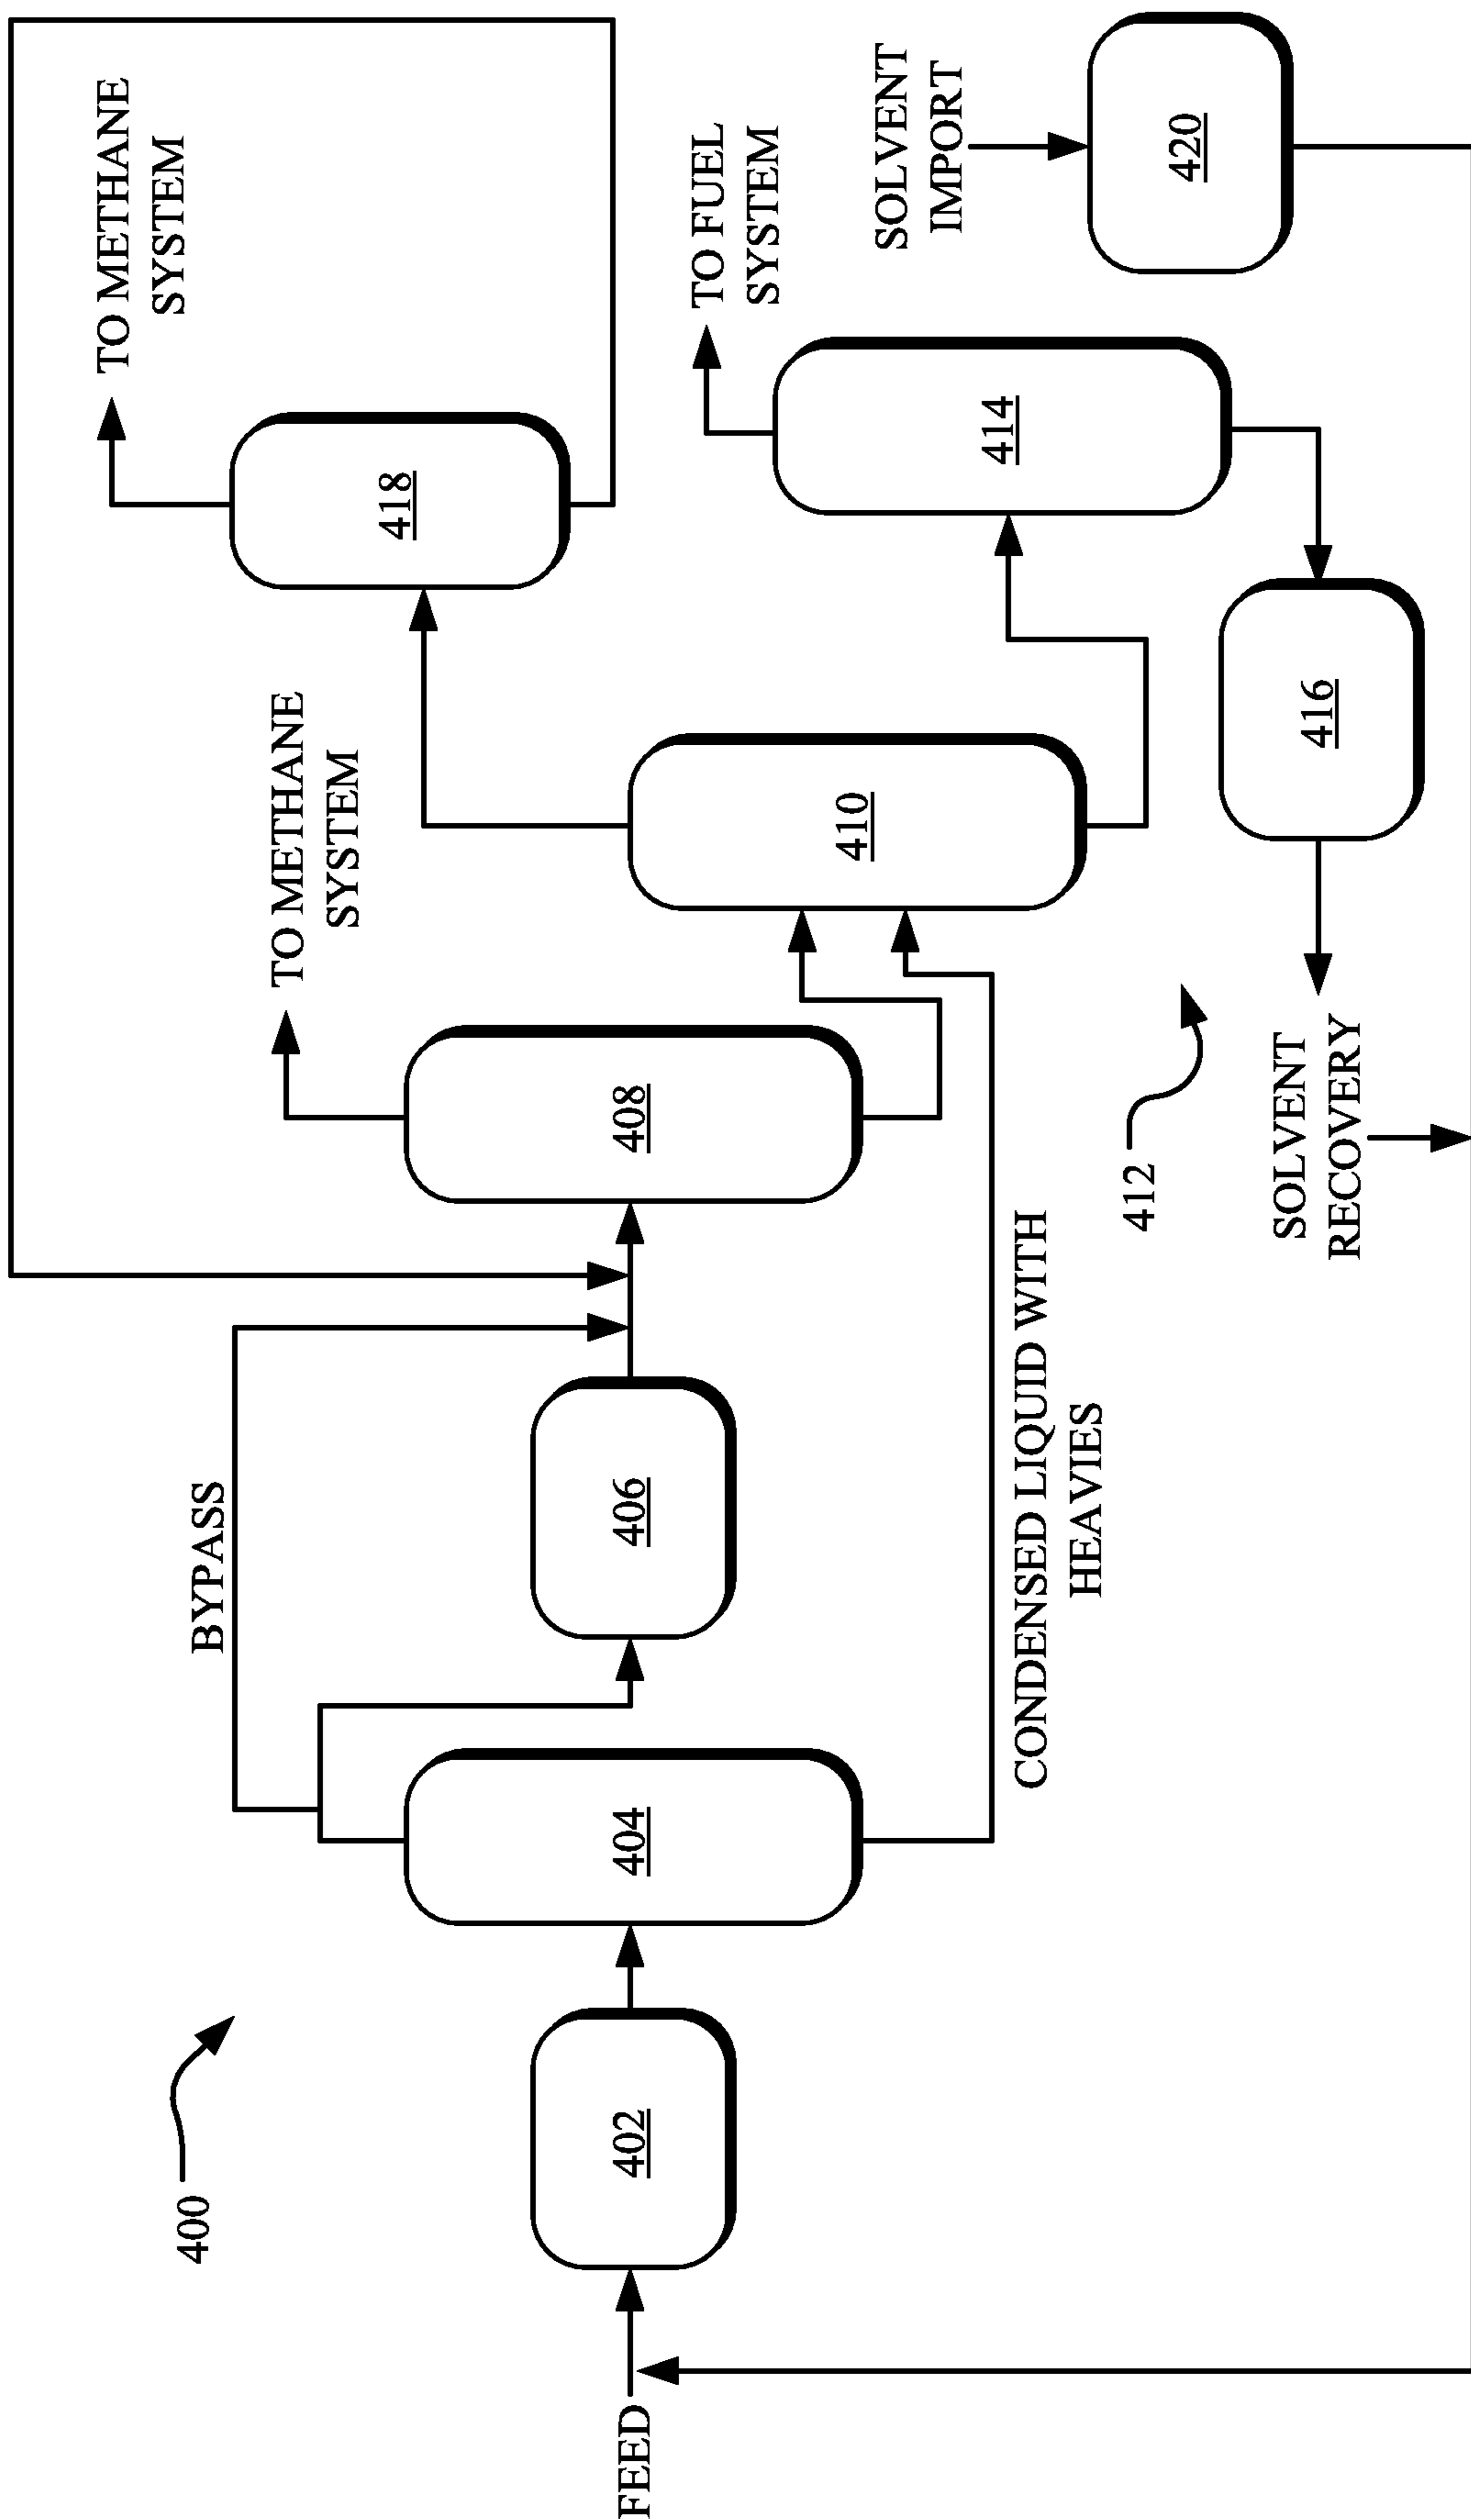 400
FEED
402
404
BYPASS
406
CONDENSED LIQUID WITH
HEAVIES
408
TO METHANE
SYSTEM
410
412
SOLVENT
RECOVERY
418
TO METHANE
SYSTEM
414
TO FUEL
SYSTEM
416
SOLVENT
IMPORT
420